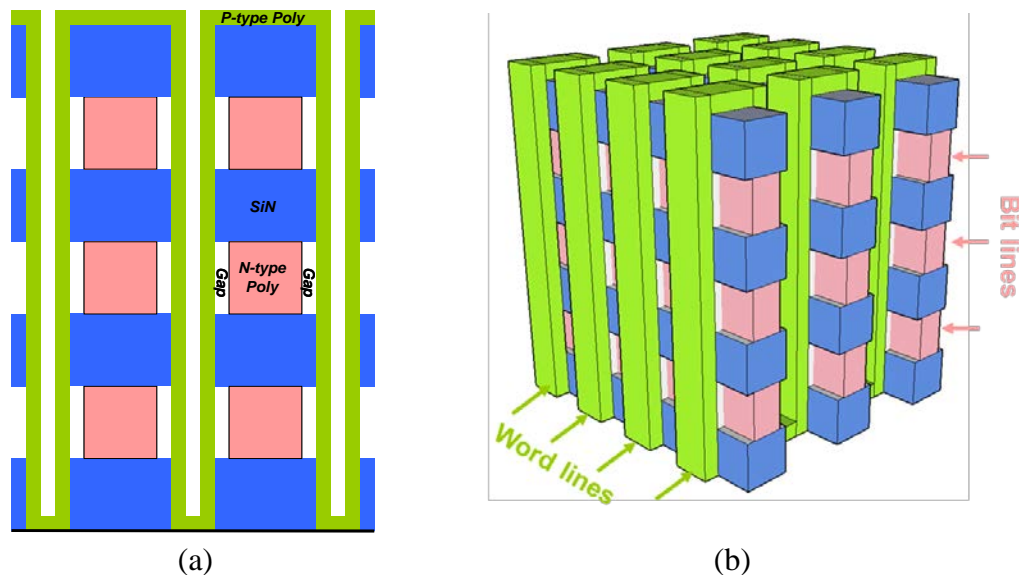 P-type Poly
SiN
N-type
Poly
Gap
Gap
(a)
Bit lines
Word lines
(b)